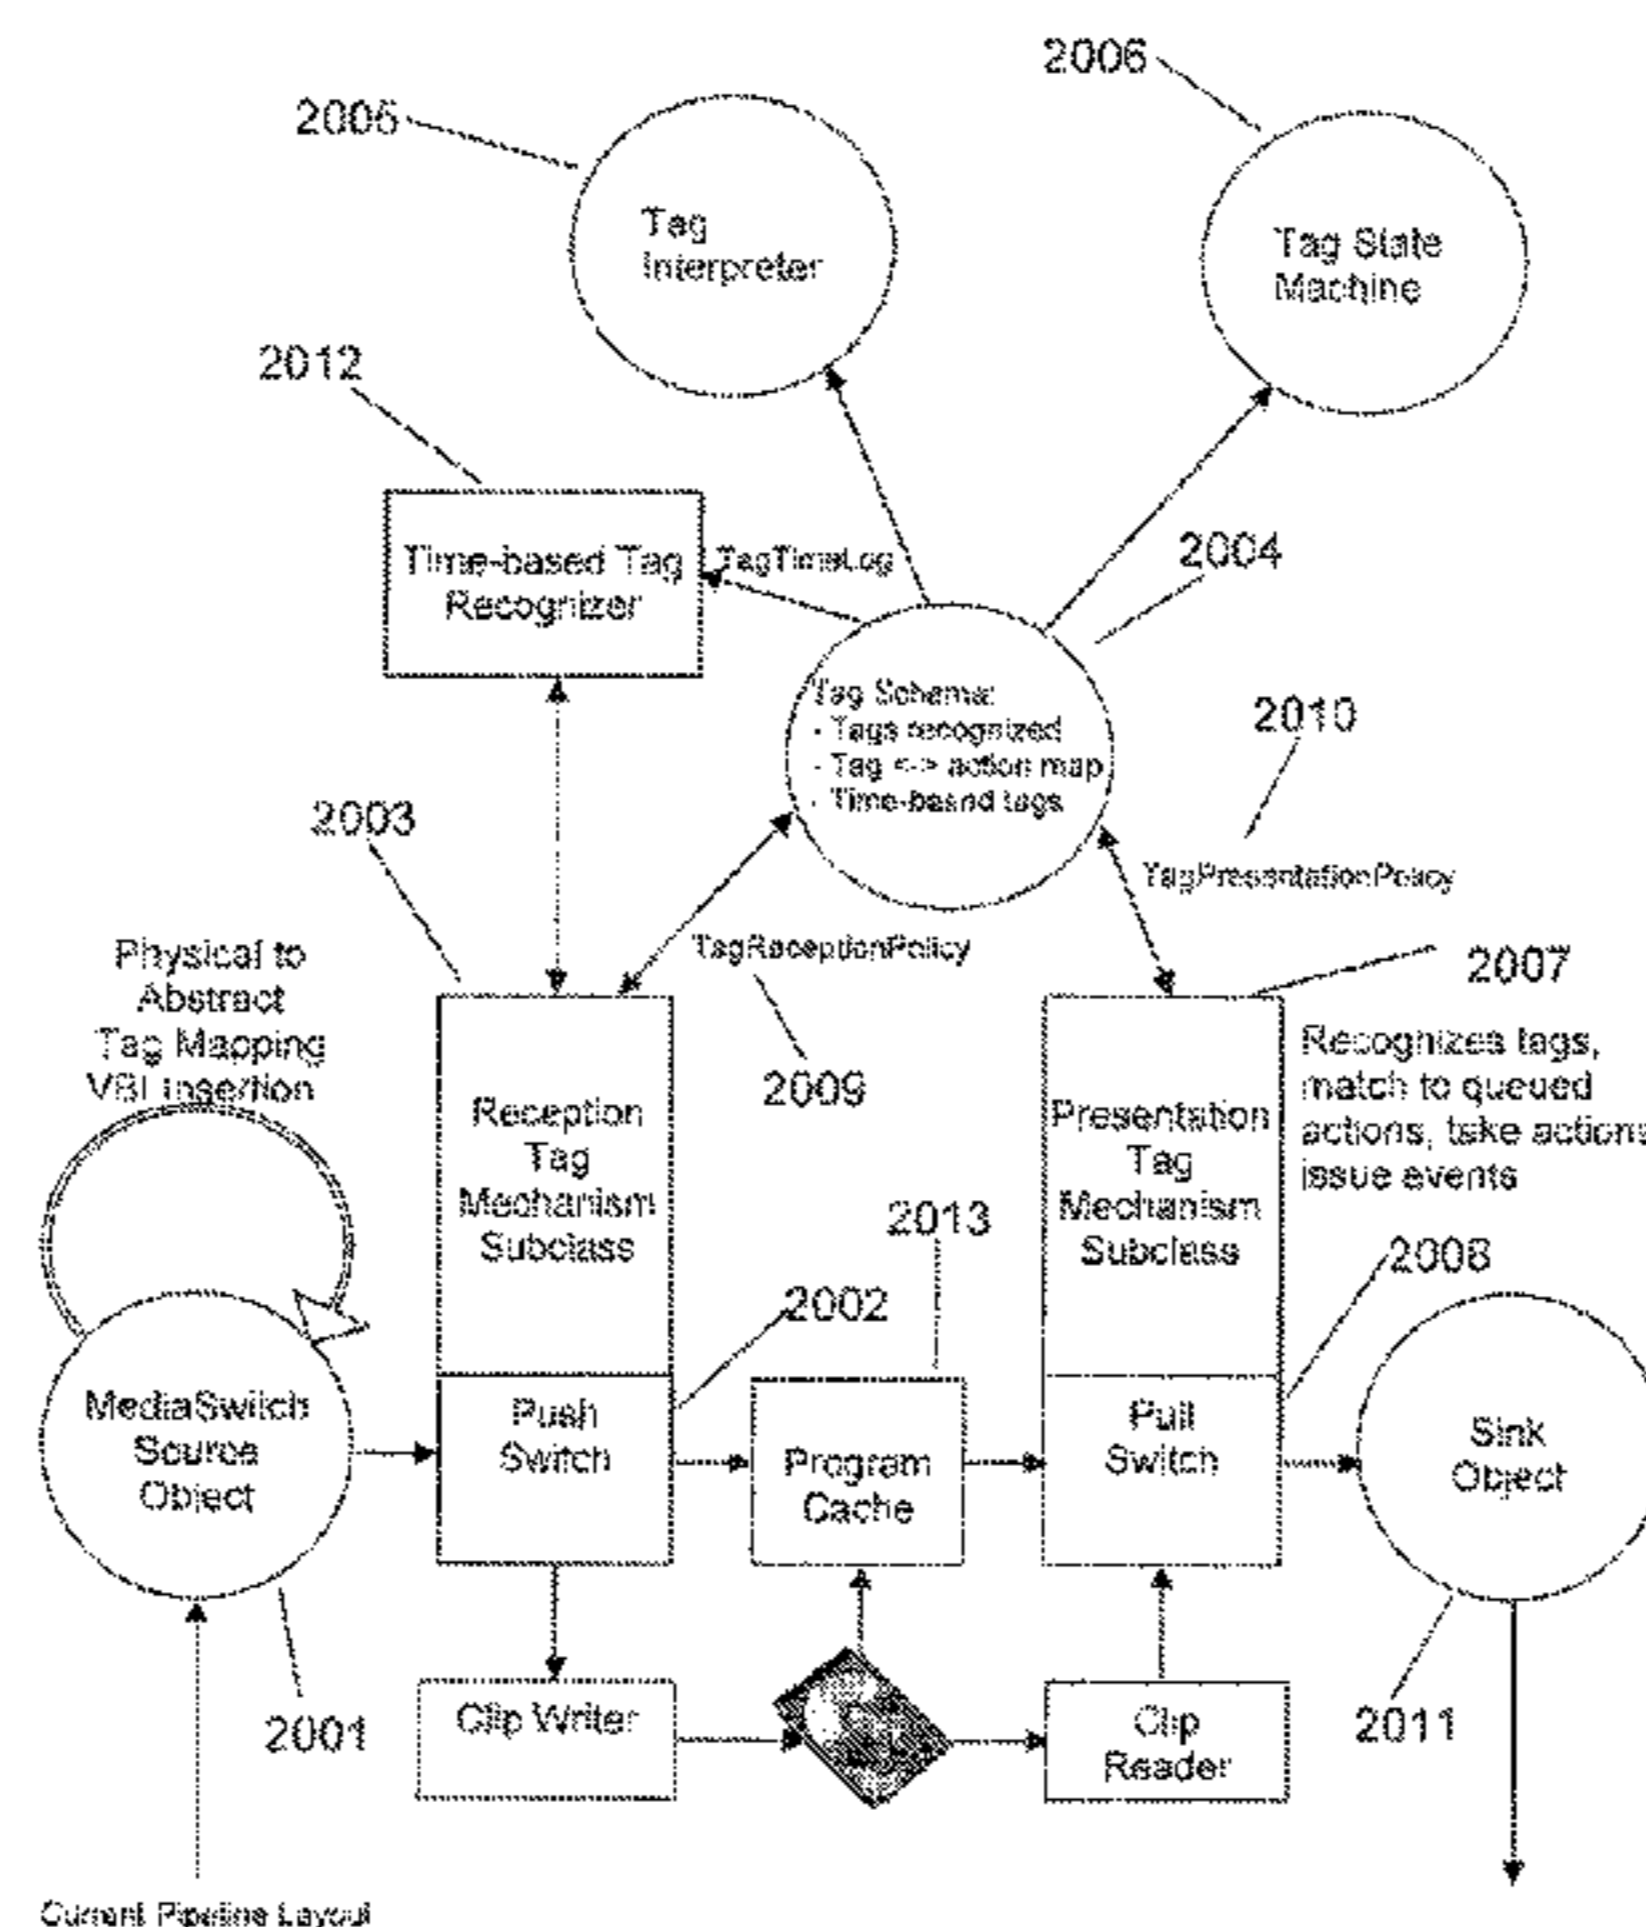 2006
2005
Tag
Interpreter
Tag State
Machine
2012
Time-based Tag
Recognizer
TagTimeLog
2004
Tag Schema:
- Tags recognized
- Tag <-> action map
- Time-based tags
2010
2003
TagPresentationPolicy
TagReceptionPolicy
2007
Physical to
Abstract
Tag Mapping
VBI Insertion
2009
Recognizes tags,
match to queued
actions, take actions
issue events
Reception
Tag
Mechanism
Subclass
Presentation
Tag
Mechanism
Subclass
2013
2008
2002
MediaSwitch
Source
Object
Push
Switch
Program
Cache
Pull
Switch
Sink
Object
2001
Clip Writer
Clip
Reader
2011
Current Pipeline Layout